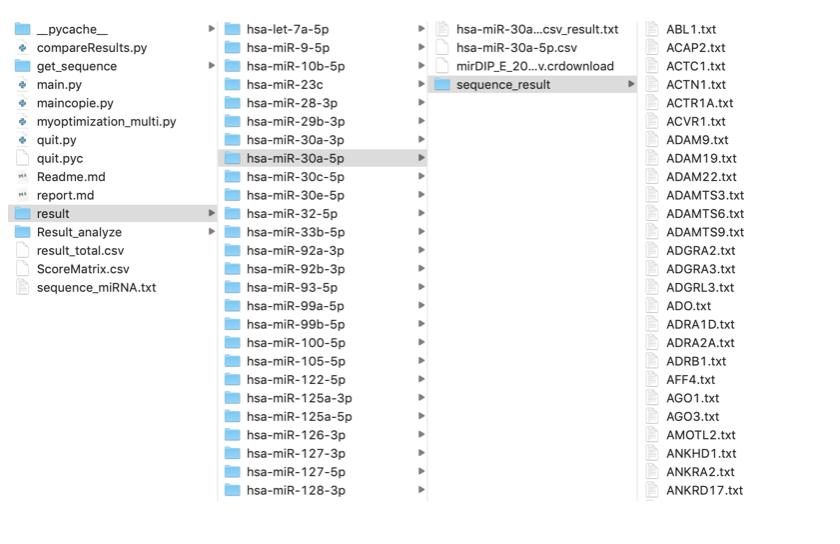 __pycache__
compareResults.py
get_sequence
main.py
maincopie.py
myoptimization_multi.py
quit.py
quit.pyc
Readme.md
report.md
result
Result_analyze
result_total.csv
ScoreMatrix.csv
sequence_miRNA.txt
hsa-let-7a-5p
hsa-miR-9-5p
hsa-miR-10b-5p
hsa-miR-23c
hsa-miR-28-3p
hsa-miR-29b-3p
hsa-miR-30a-3p
hsa-miR-30a-5p
hsa-miR-30c-5p
hsa-miR-30e-5p
hsa-miR-32-5p
hsa-miR-33b-5p
hsa-miR-92a-3p
hsa-miR-92b-3p
hsa-miR-93-5p
hsa-miR-99a-5p
hsa-miR-99b-5p
hsa-miR-100-5p
hsa-miR-105-5p
hsa-miR-122-5p
hsa-miR-125a-3p
hsa-miR-125a-5p
hsa-miR-126-3p
hsa-miR-127-3p
hsa-miR-127-5p
hsa-miR-128-3p
hsa-miR-30a...csv_result.txt
hsa-miR-30a-5p.csv
mirDIP_E_20...v.crdownload
sequence_result
ABL1.txt
ACAP2.txt
ACTC1.txt
ACTN1.txt
ACTR1A.txt
ACVR1.txt
ADAM9.txt
ADAM19.txt
ADAM22.txt
ADAMTS3.txt
ADAMTS6.txt
ADAMTS9.txt
ADGRA2.txt
ADGRA3.txt
ADGRL3.txt
ADO.txt
ADRA1D.txt
ADRA2A.txt
ADRB1.txt
AFF4.txt
AGO1.txt
AGO3.txt
AMOTL2.txt
ANKHD1.txt
ANKRA2.txt
ANKRD17.txt